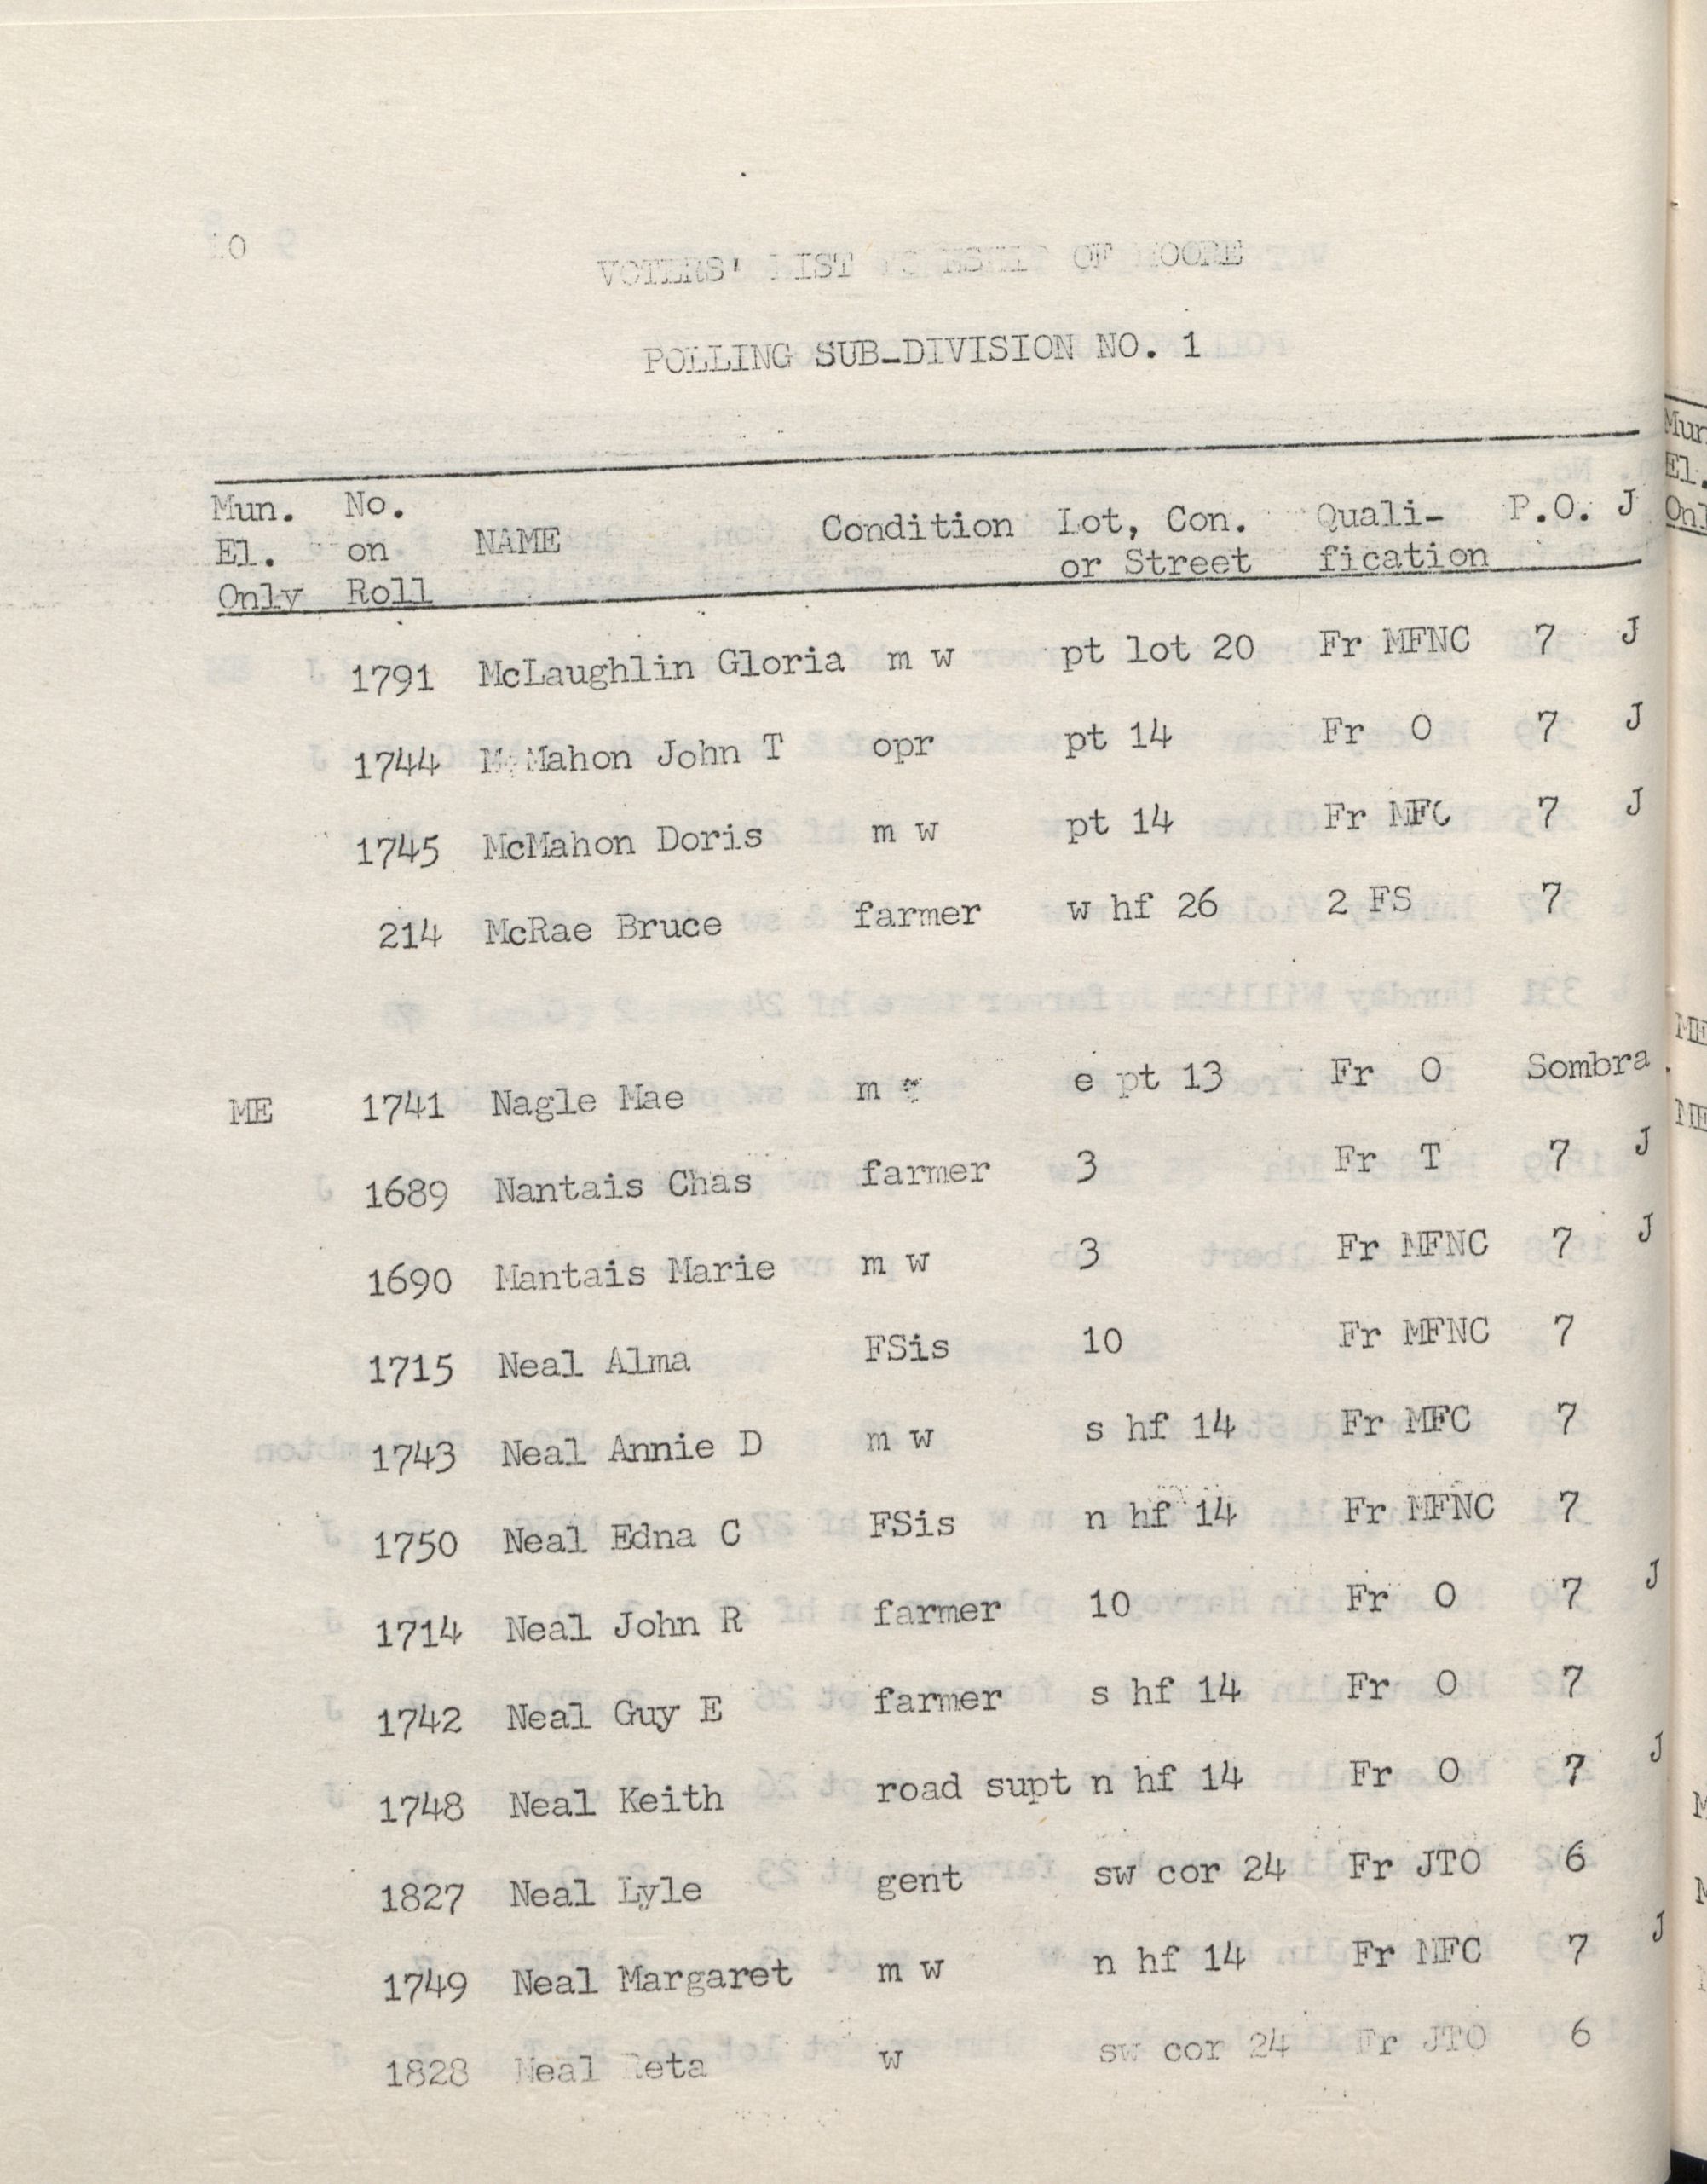 10
VOTERS' LIST TOWNSHIP OF MOORE
POLLING SUB-DIVISION NO. 1
Mun. No.
El. on NAME Condition Lot, Con. Quali- P.O. J
Only Roll or Street fication
1791 McLaughlin Gloria m w pt lot 20 Fr MFNC 7 J
1744 McMahon John T opr pt 14 Fr O 7 J
1745 McMahon Doris m w pt 14 Fr MFC 7 J
214 McRae Bruce farmer w hf 26 2 FS 7
ME 1741 Nagle Mae m e pt 13 Fr O Sombra
1689 Nantais Chas farmer 3 Fr T 7 J
1690 Mantais Marie m w 3 Fr MFNC 7 J
1715 Neal Alma FSis 10 Fr MFNC 7
1743 Neal Annie D m w s hf 14 Fr MFC 7
1750 Neal Edna C FSis n hf 14 Fr MFNC 7
1714 Neal John R farmer 10 Fr O 7 J
1742 Neal Guy E farmer s hf 14 Fr O 7
1748 Neal Keith road supt n hf 14 Fr O 7 J
1827 Neal Lyle gent sw cor 24 Fr JTO 6
1749 Neal Margaret m w n hf 14 Fr MFC 7 J
1828 Neal Reta w sw cor 24 Fr JTO 6